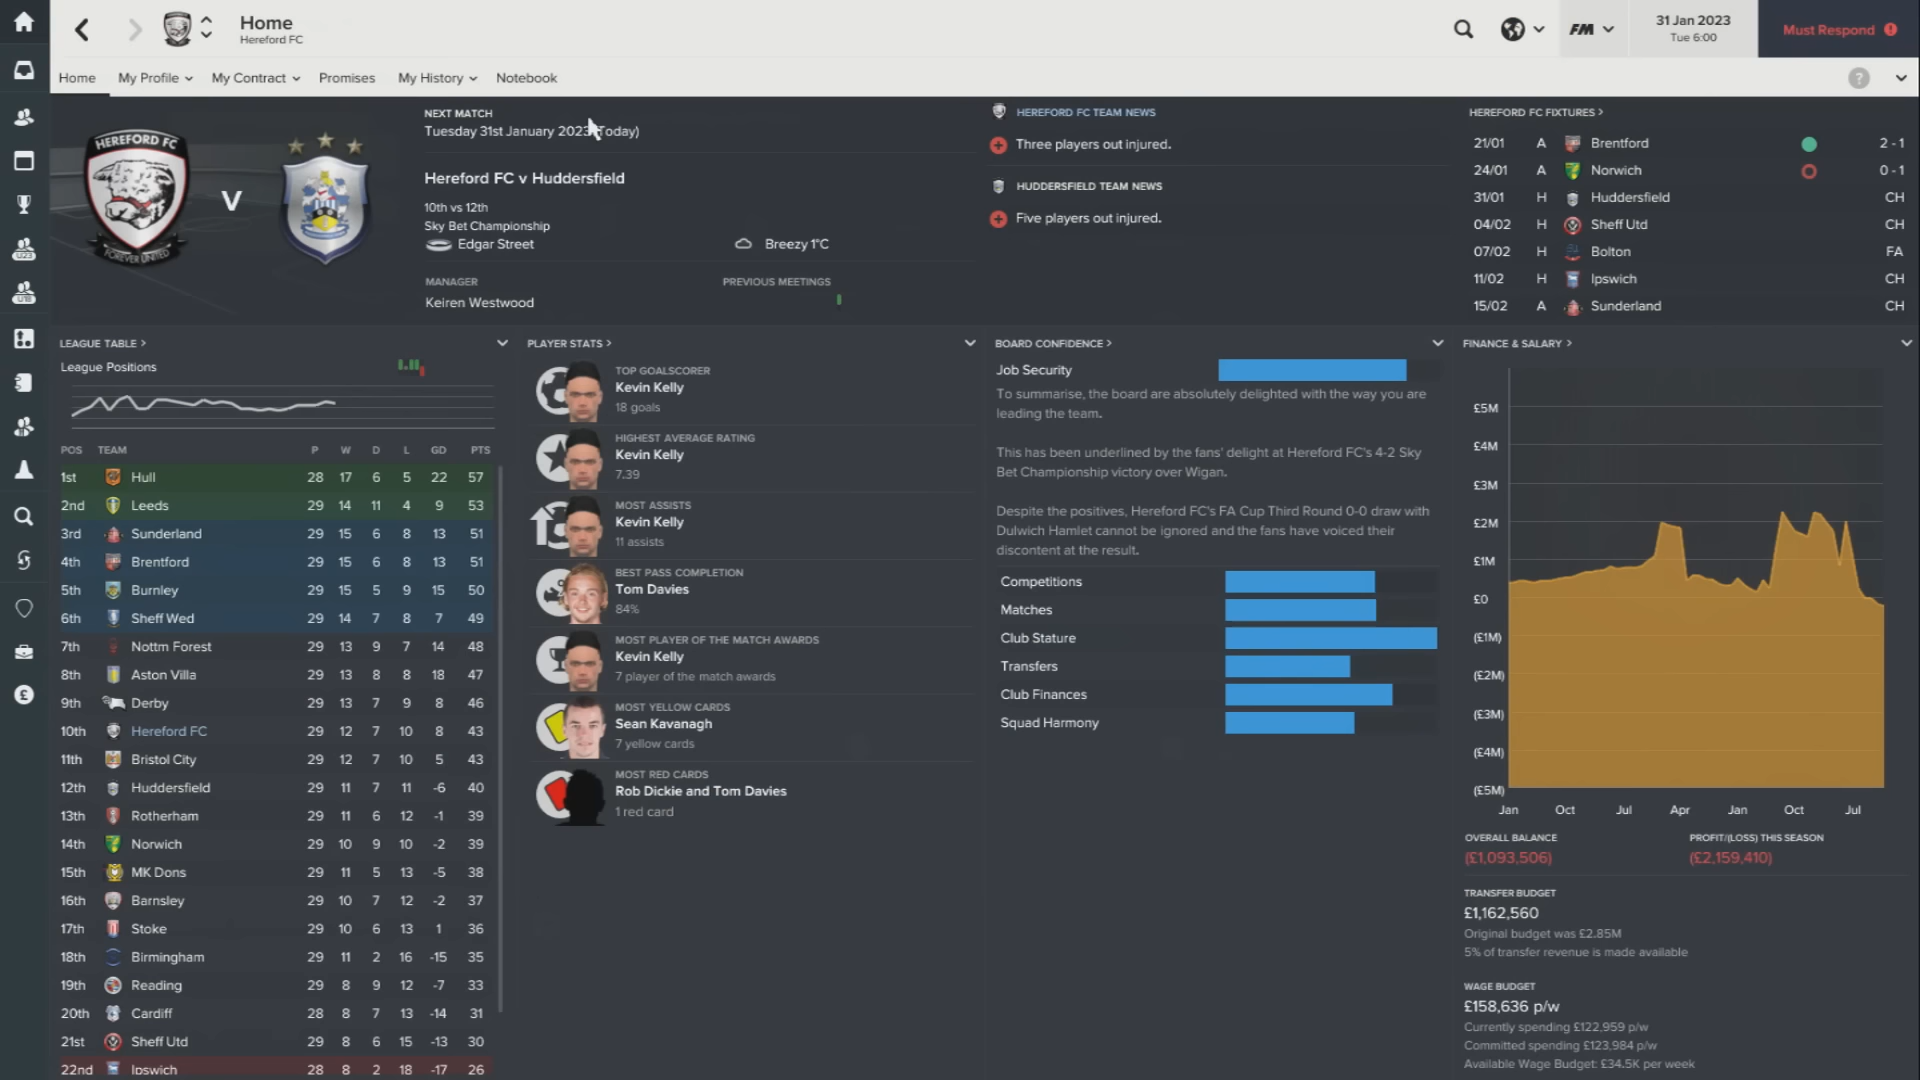 Home
Hereford FC
FM
31 Jan 2023
Tue 6:00
Must Respond
Home
My Profile
My Contract
Promises
My History
Notebook
?
HEREFORD FC
FOREVER UNITED
V
NEXT MATCH
Tuesday 31st January 2023 (Today)
Hereford FC v Huddersfield
10th vs 12th
Sky Bet Championship
Edgar Street
Breezy 1°C
MANAGER
PREVIOUS MEETINGS
Keiren Westwood
HEREFORD FC TEAM NEWS
Three players out injured.
HUDDERSFIELD TEAM NEWS
Five players out injured.
HEREFORD FC FIXTURES >
21/01 A Brentford 2 - 1
24/01 A Norwich 0 - 1
31/01 H Huddersfield CH
04/02 H Sheff Utd CH
07/02 H Bolton FA
11/02 H Ipswich CH
15/02 A Sunderland CH
U23
U18
LEAGUE TABLE >
League Positions
POS TEAM P W D L GD PTS
1st Hull 28 17 6 5 22 57
2nd Leeds 29 14 11 4 9 53
3rd Sunderland 29 15 6 8 13 51
4th Brentford 29 15 6 8 13 51
5th Burnley 29 15 5 9 15 50
6th Sheff Wed 29 14 7 8 7 49
7th Nottm Forest 29 13 9 7 14 48
8th Aston Villa 29 13 8 8 18 47
9th Derby 29 13 7 9 8 46
10th Hereford FC 29 12 7 10 8 43
11th Bristol City 29 12 7 10 5 43
12th Huddersfield 29 11 7 11 -6 40
13th Rotherham 29 11 6 12 -1 39
14th Norwich 29 10 9 10 -2 39
15th MK Dons 29 11 5 13 -5 38
16th Barnsley 29 10 7 12 -2 37
17th Stoke 29 10 6 13 1 36
18th Birmingham 29 11 2 16 -15 35
19th Reading 29 8 9 12 -7 33
20th Cardiff 28 8 7 13 -14 31
21st Sheff Utd 29 8 6 15 -13 30
22nd Ipswich 28 8 2 18 -17 26
PLAYER STATS >
TOP GOALSCORER
Kevin Kelly
18 goals
HIGHEST AVERAGE RATING
Kevin Kelly
7.39
MOST ASSISTS
Kevin Kelly
11 assists
BEST PASS COMPLETION
Tom Davies
84%
MOST PLAYER OF THE MATCH AWARDS
Kevin Kelly
7 player of the match awards
MOST YELLOW CARDS
Sean Kavanagh
7 yellow cards
MOST RED CARDS
Rob Dickie and Tom Davies
1 red card
BOARD CONFIDENCE >
Job Security
To summarise, the board are absolutely delighted with the way you are
leading the team.
This has been underlined by the fans' delight at Hereford FC's 4-2 Sky
Bet Championship victory over Wigan.
Despite the positives, Hereford FC's FA Cup Third Round 0-0 draw with
Dulwich Hamlet cannot be ignored and the fans have voiced their
discontent at the result.
Competitions
Matches
Club Stature
Transfers
Club Finances
Squad Harmony
FINANCE & SALARY >
£5M
£4M
£3M
£2M
£1M
£0
(£1M)
(£2M)
(£3M)
(£4M)
(£5M)
Jan Oct Jul Apr Jan Oct Jul
OVERALL BALANCE
(£1,093,506)
PROFIT/(LOSS) THIS SEASON
(£2,159,410)
TRANSFER BUDGET
£1,162,560
Original budget was £2.85M
5% of transfer revenue is made available
WAGE BUDGET
£158,636 p/w
Currently spending £122,959 p/w
Committed spending £123,984 p/w
Available Wage Budget: £34.5K per week